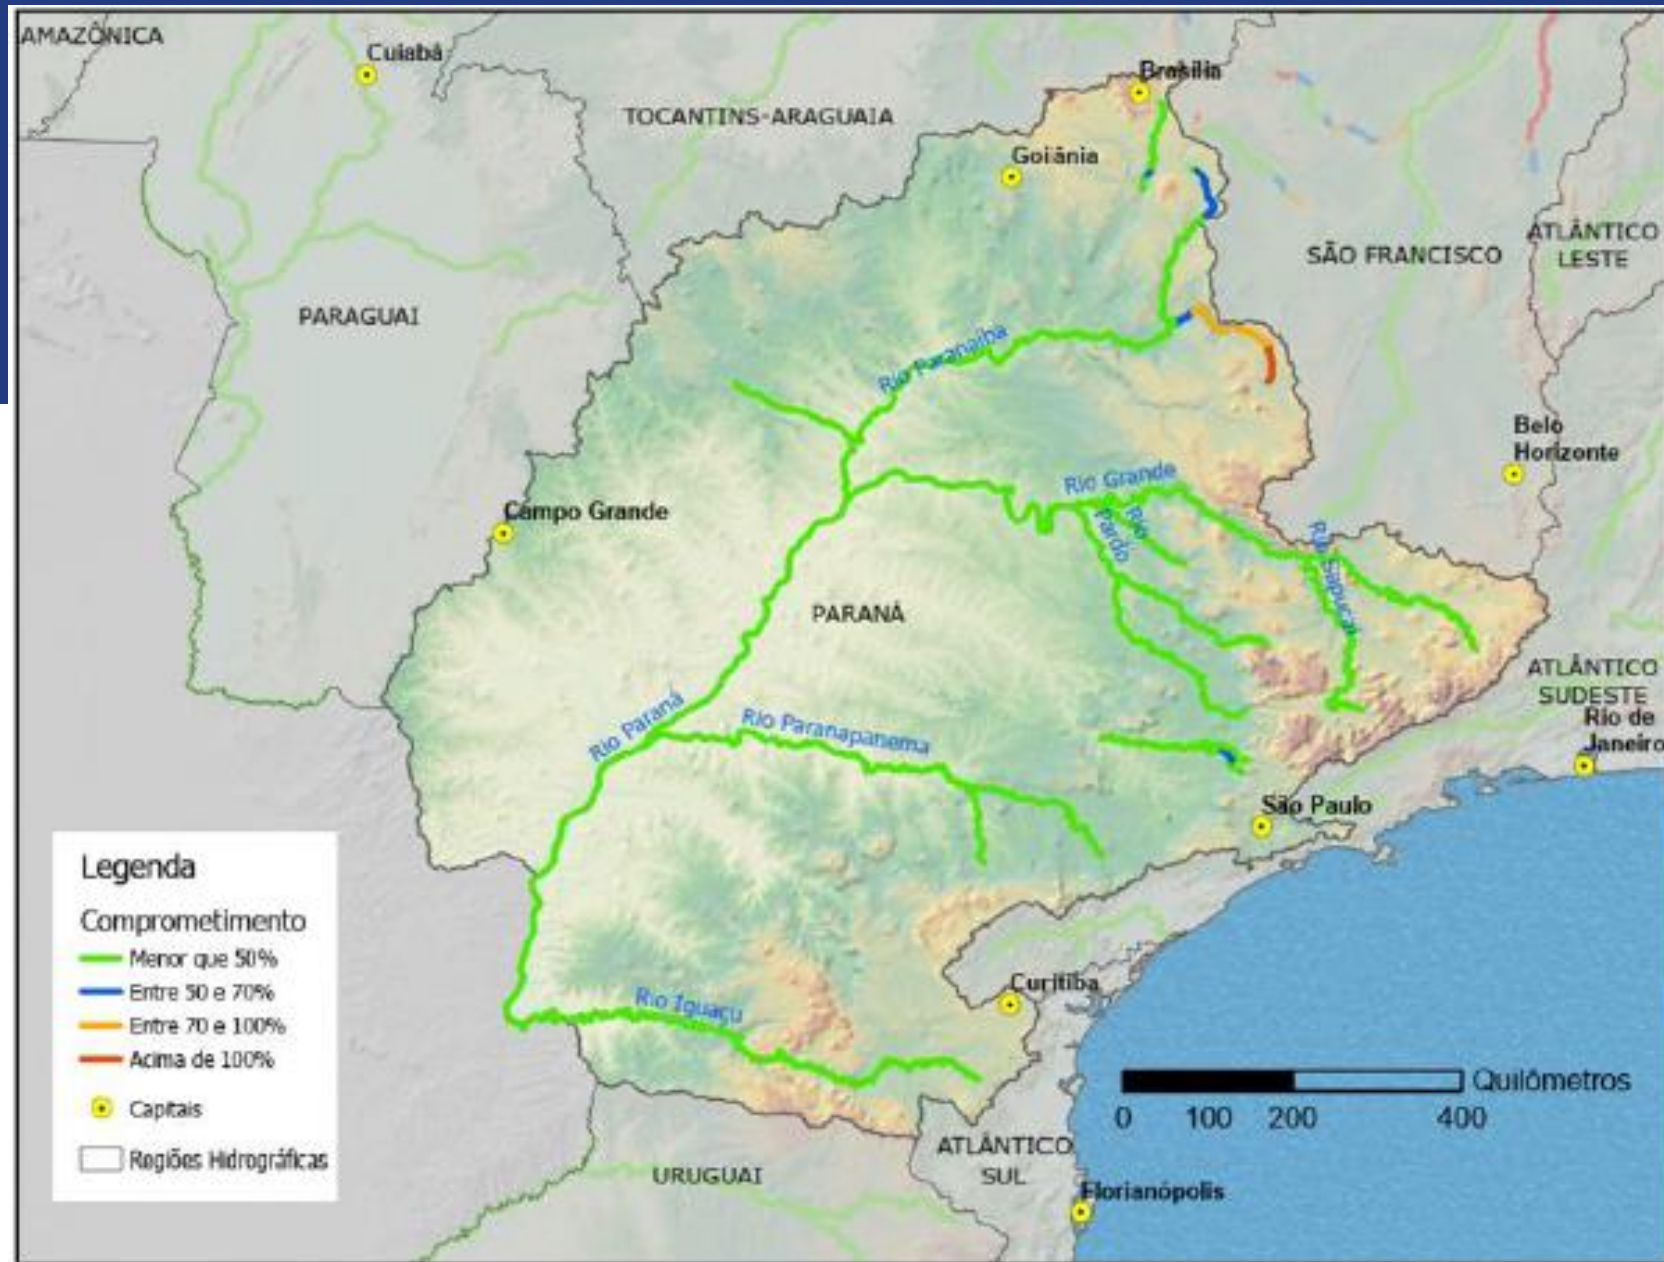 AMAZÔNICA
Cuiabá
Brasília
TOCANTINS-ARAGUAIA
Goiânia
ATLÂNTICO
LESTE
SÃO FRANCISCO
PARAGUAI
Rio Paranaíba
Belo
Horizonte
Rio Grande
Campo Grande
Rio
Pardo
Rio Sapucaí
PARANÁ
ATLÂNTICO
SUDESTE
Rio de
Janeiro
Rio Paraná
Rio Paranapanema
São Paulo
Legenda
Comprometimento
Menor que 50%
Entre 50 e 70%
Entre 70 e 100%
Acima de 100%
Capitais
Regiões Hidrográficas
Curitiba
Rio Iguaçu
Quilômetros
0 100 200 400
ATLÂNTICO
SUL
URUGUAI
Florianópolis